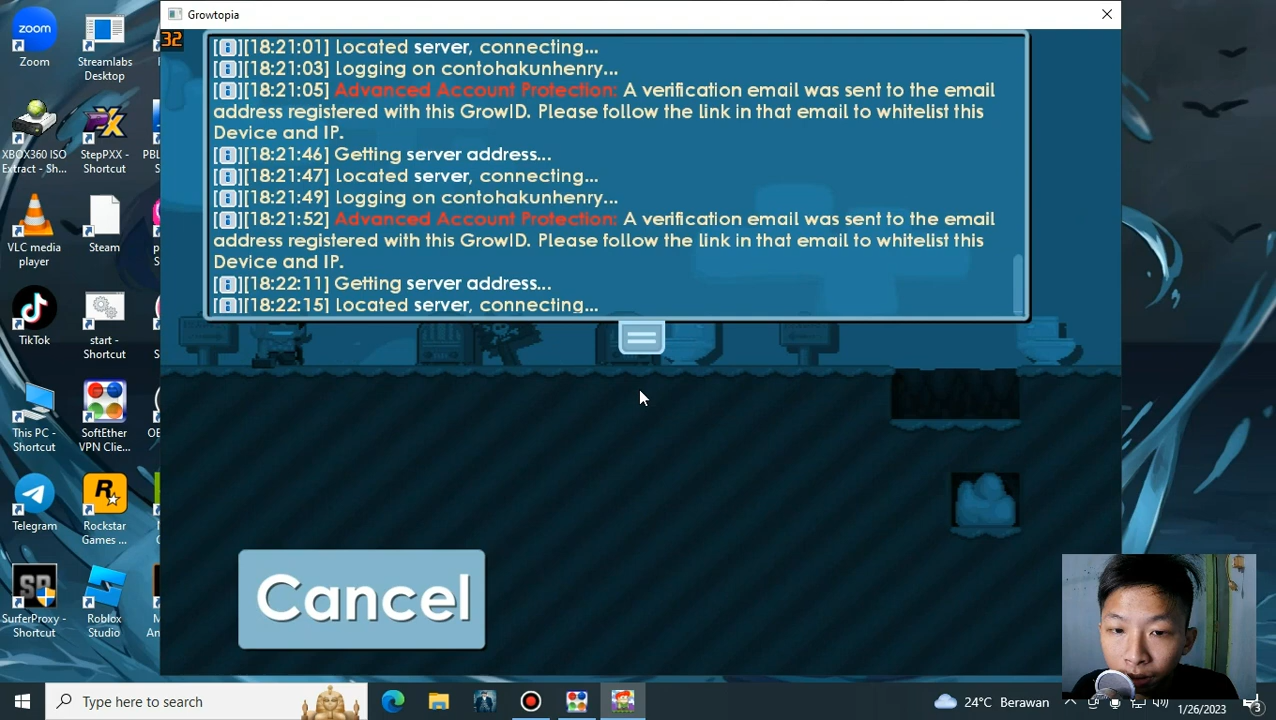 Growtopia
32
[18:21:01] Located server, connecting...
[18:21:03] Logging on contohakunhenry...
[18:21:05] Advanced Account Protection: A verification email was sent to the email
address registered with this GrowID. Please follow the link in that email to whitelist this
Device and IP.
[18:21:46] Getting server address...
[18:21:47] Located server, connecting...
[18:21:49] Logging on contohakunhenry...
[18:21:52] Advanced Account Protection: A verification email was sent to the email
address registered with this GrowID. Please follow the link in that email to whitelist this
Device and IP.
[18:22:11] Getting server address...
[18:22:15] Located server, connecting...
Cancel
zoom
Zoom
Streamlabs
Desktop
XBOX360 ISO
Extract - Sh...
StepPXX -
Shortcut
PBL
VLC media
player
Steam
TikTok
start -
Shortcut
This PC -
Shortcut
SoftEther
VPN Clie...
Telegram
Rockstar
Games ...
SurferProxy -
Shortcut
Roblox
Studio
Type here to search
24°C Berawan
1/26/2023
3